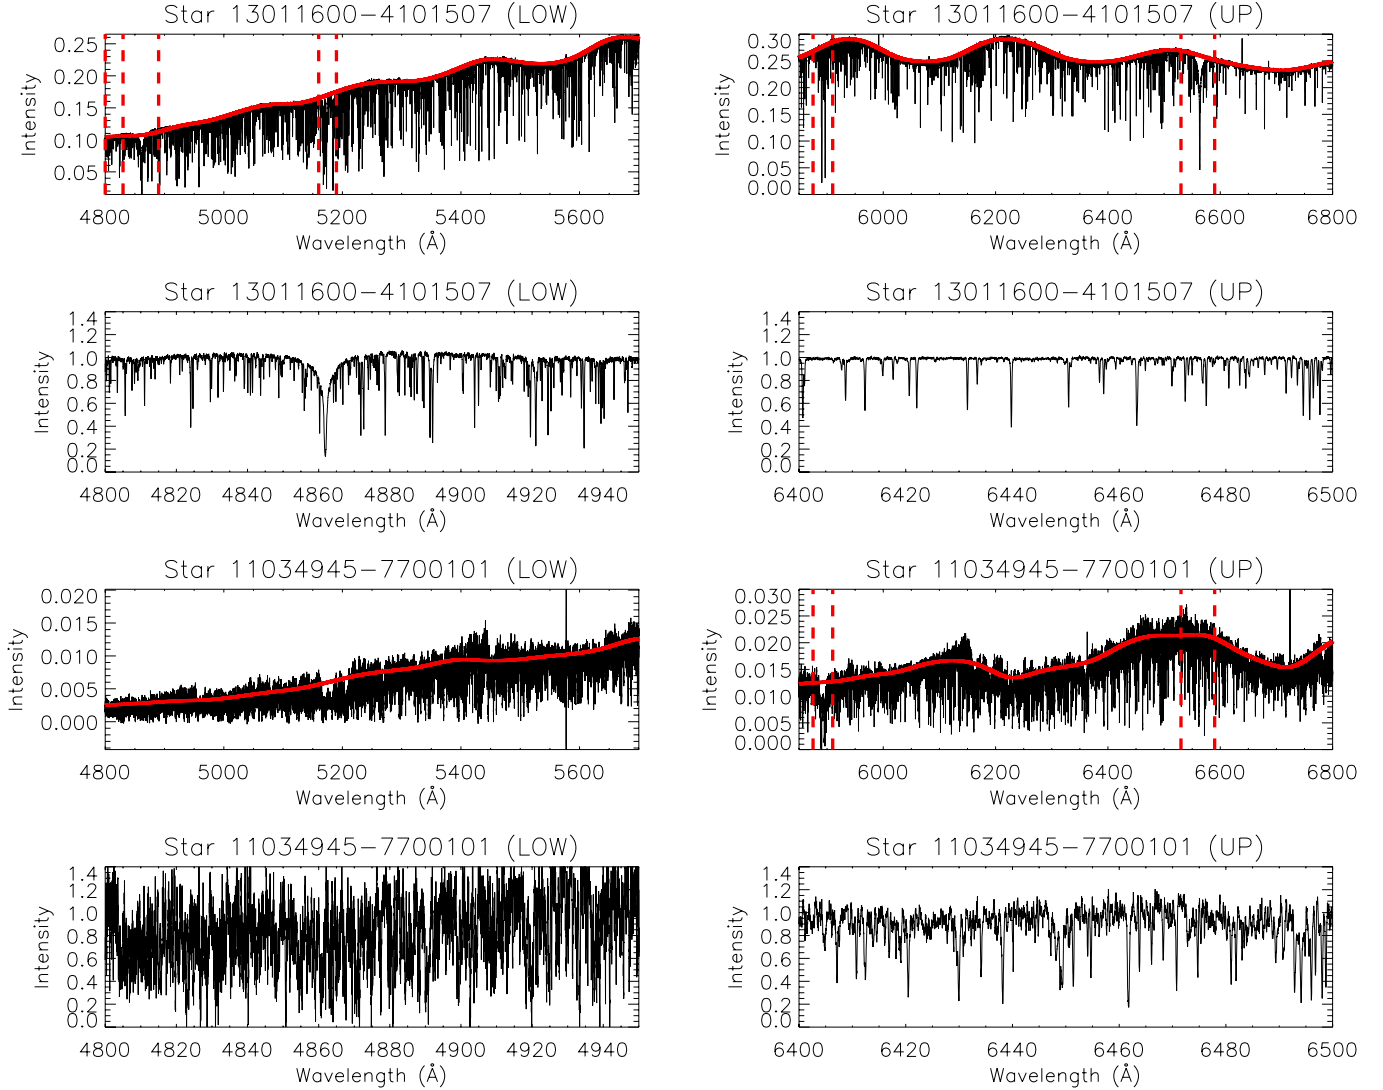 Star 13011600−4101507 (LOW)
Intensity
0.25
0.20
0.15
0.10
0.05
4800 5000 5200 5400 5600
Wavelength (Å)
Star 13011600−4101507 (UP)
Intensity
0.30
0.25
0.20
0.15
0.10
0.05
0.00
6000 6200 6400 6600 6800
Wavelength (Å)
Star 13011600−4101507 (LOW)
Intensity
1.4
1.2
1.0
0.8
0.6
0.4
0.2
0.0
4800 4820 4840 4860 4880 4900 4920 4940
Wavelength (Å)
Star 13011600−4101507 (UP)
Intensity
1.4
1.2
1.0
0.8
0.6
0.4
0.2
0.0
6400 6420 6440 6460 6480 6500
Wavelength (Å)
Star 11034945−7700101 (LOW)
Intensity
0.020
0.015
0.010
0.005
0.000
4800 5000 5200 5400 5600
Wavelength (Å)
Star 11034945−7700101 (UP)
Intensity
0.030
0.025
0.020
0.015
0.010
0.005
0.000
6000 6200 6400 6600 6800
Wavelength (Å)
Star 11034945−7700101 (LOW)
Intensity
1.4
1.2
1.0
0.8
0.6
0.4
0.2
0.0
4800 4820 4840 4860 4880 4900 4920 4940
Wavelength (Å)
Star 11034945−7700101 (UP)
Intensity
1.4
1.2
1.0
0.8
0.6
0.4
0.2
0.0
6400 6420 6440 6460 6480 6500
Wavelength (Å)